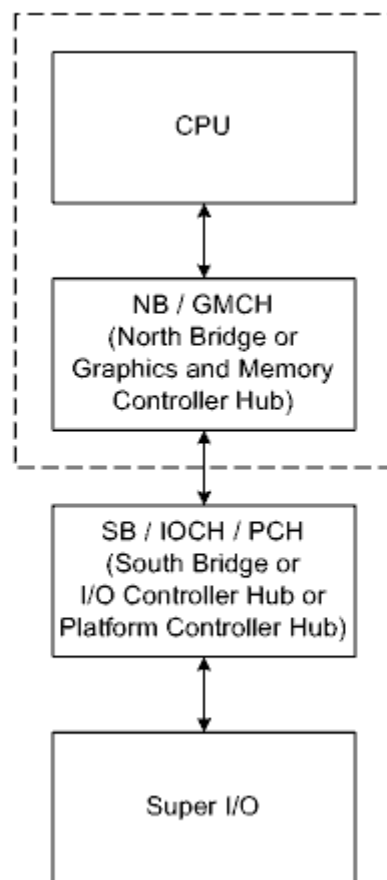 CPU
NB / GMCH
(North Bridge or
Graphics and Memory
Controller Hub)
SB / IOCH / PCH
(South Bridge or
I/O Controller Hub or
Platform Controller Hub)
Super I/O